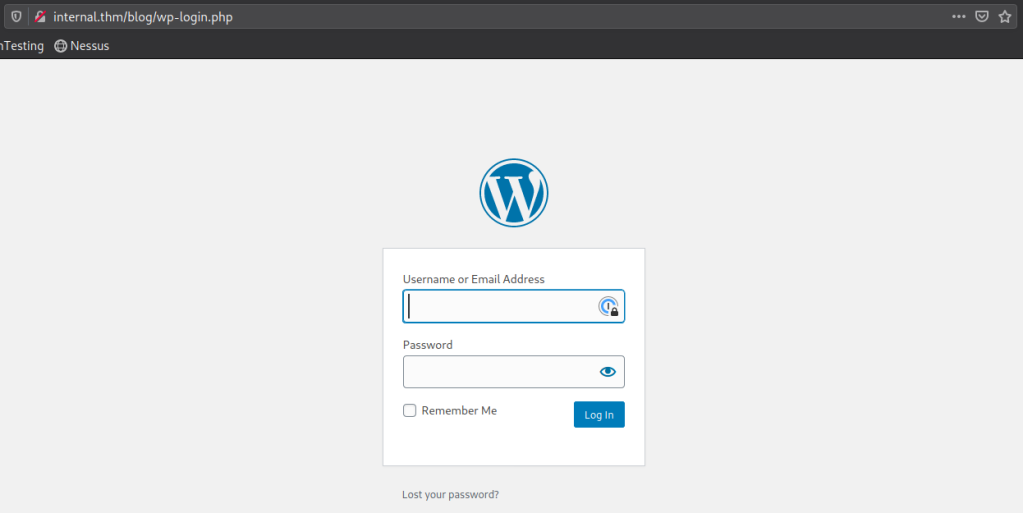 internal.thm/blog/wp-login.php
nTesting Nessus
Username or Email Address
Password
Remember Me
Log In
Lost your password?